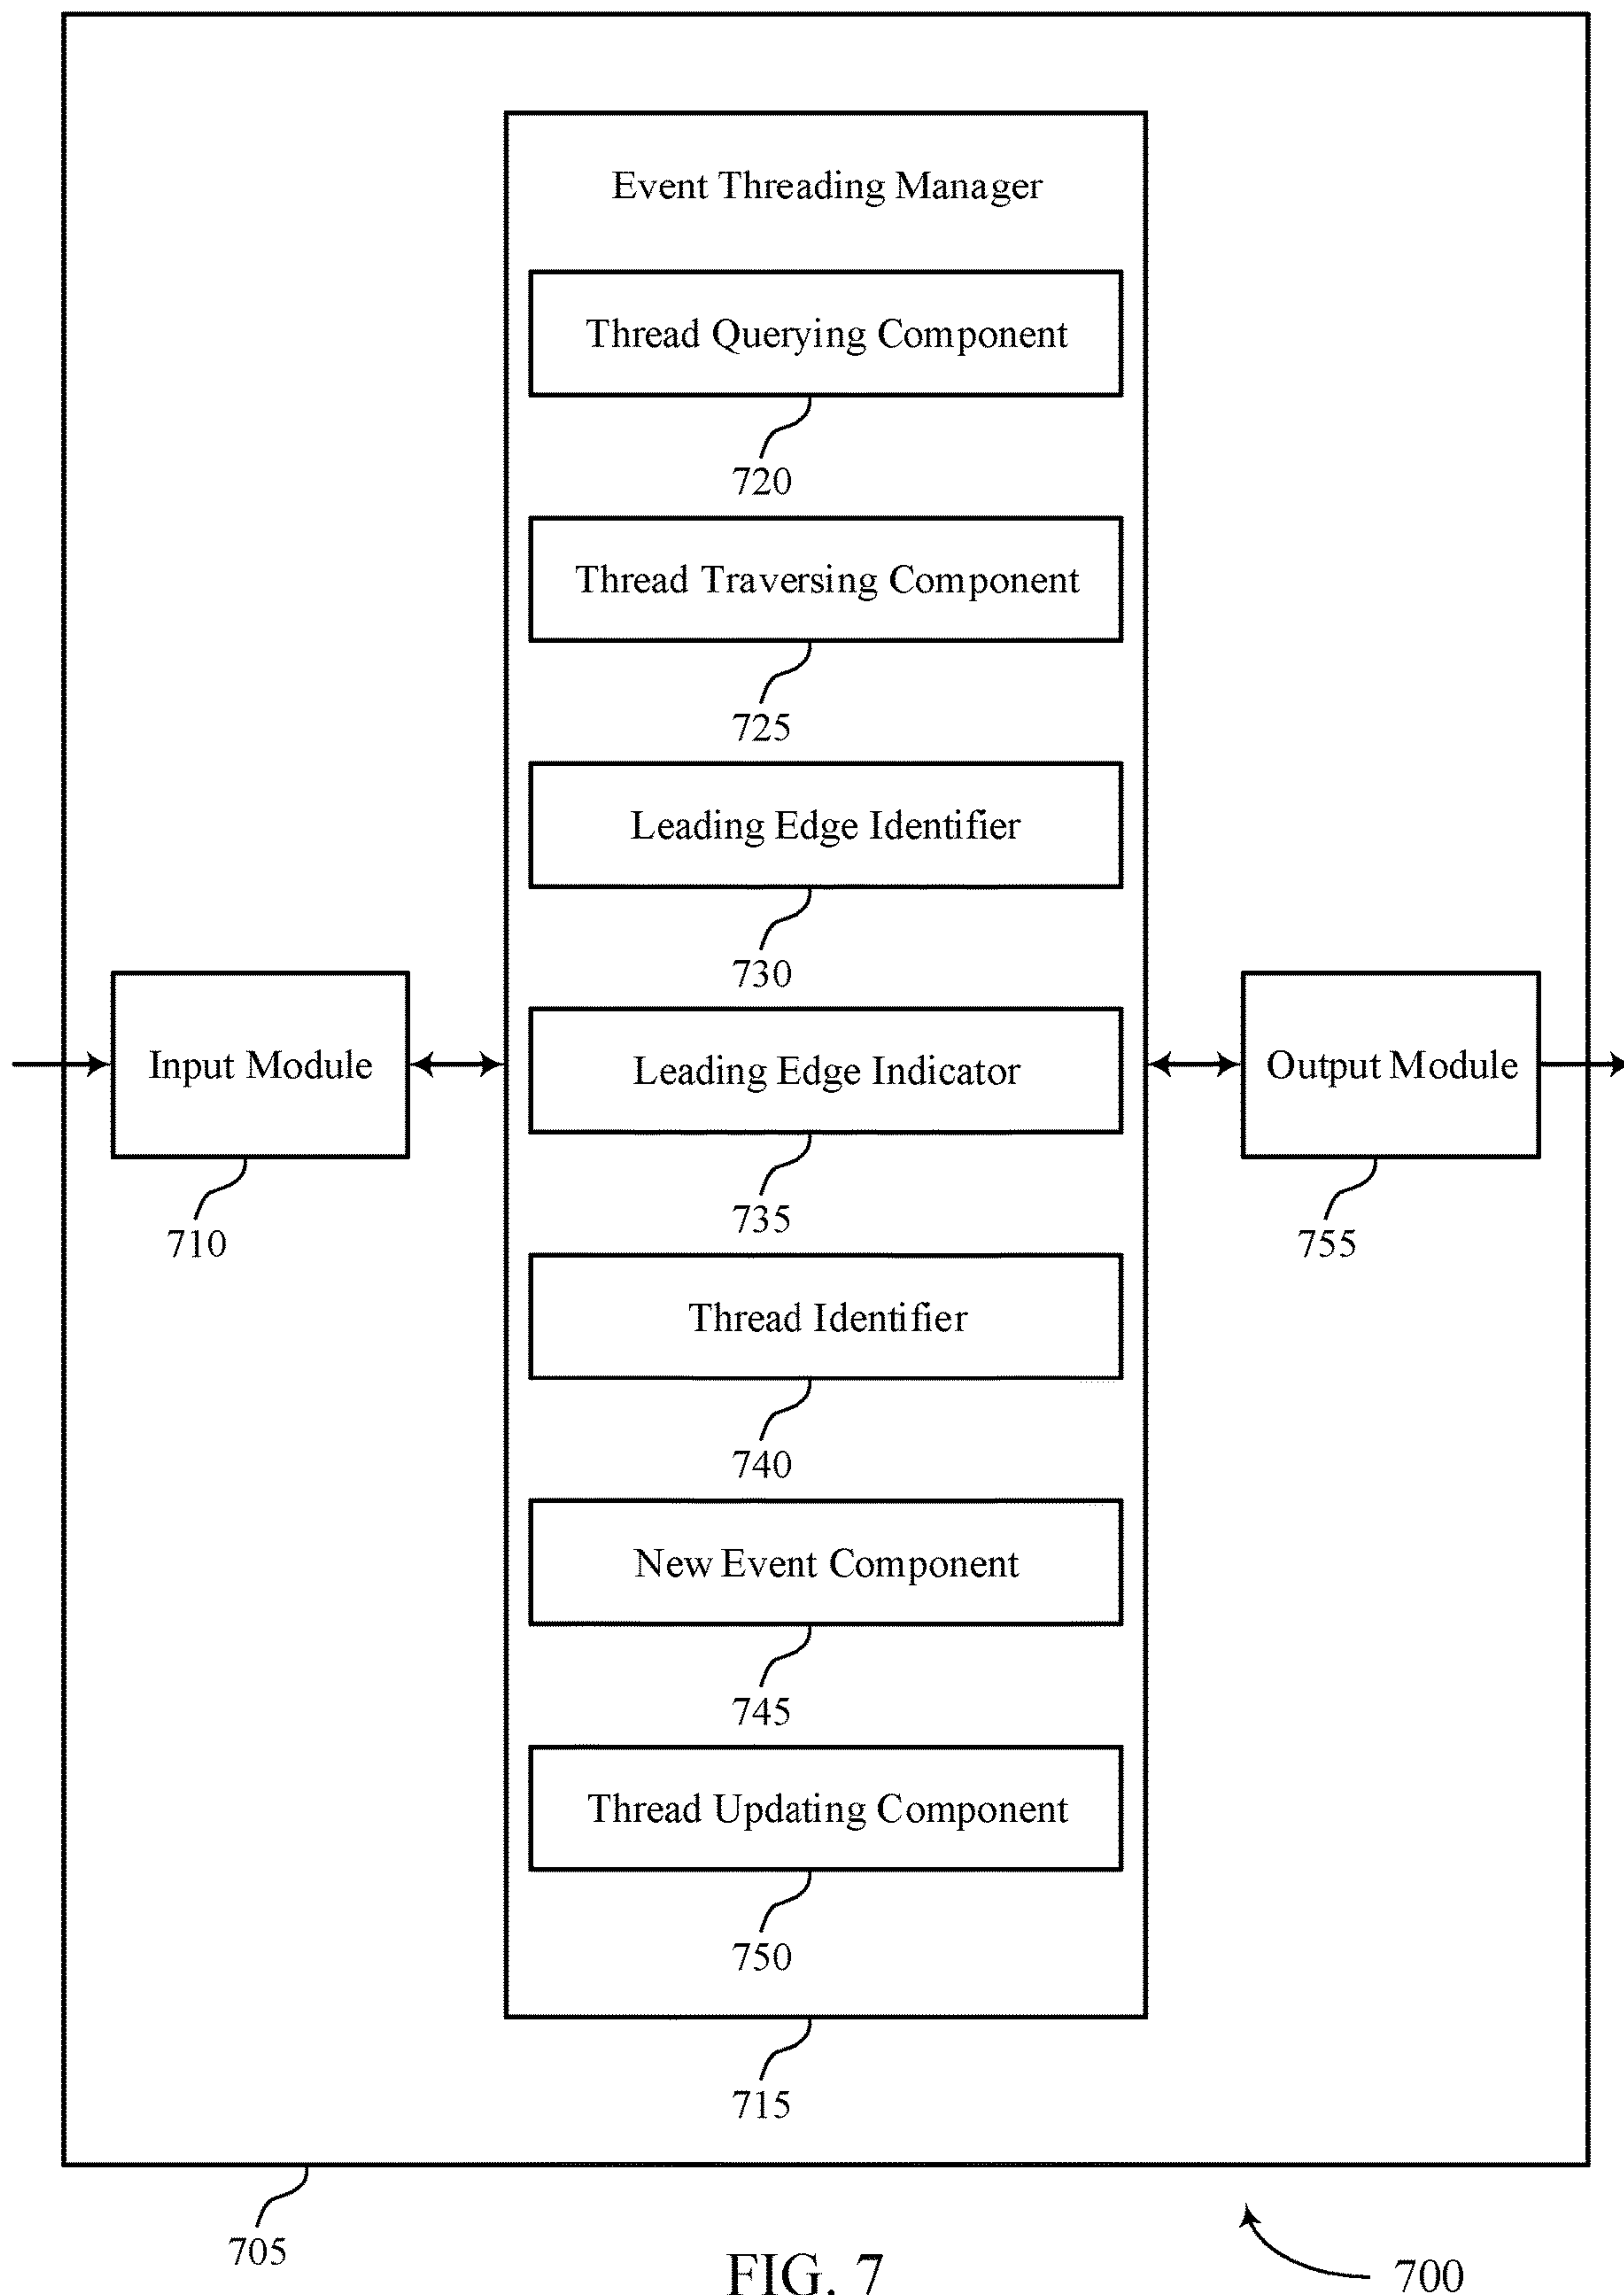 Event Threading Manager
Thread Querying Component
720
Thread Traversing Component
725
Leading Edge Identifier
730
Input Module
710
Leading Edge Indicator
735
Output Module
755
Thread Identifier
740
New Event Component
745
Thread Updating Component
750
715
705
FIG. 7
700